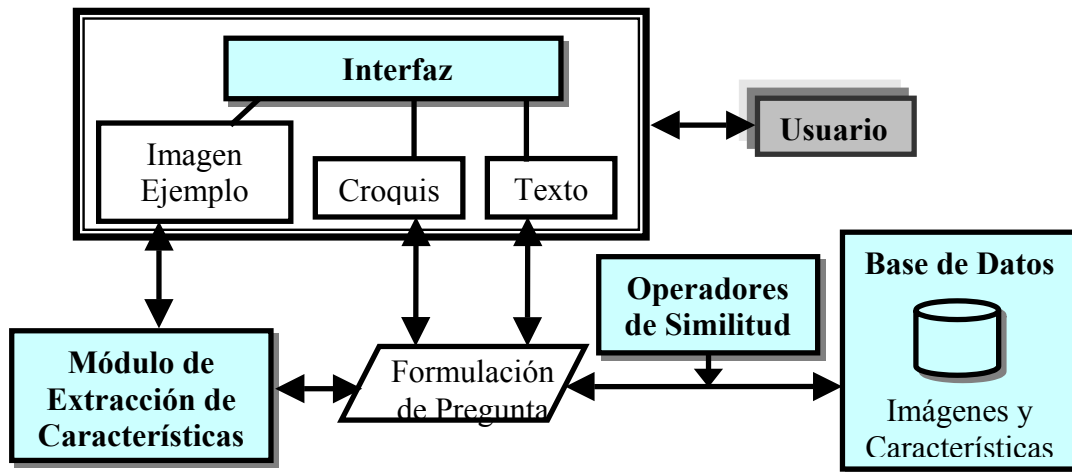 Interfaz
Imagen
Ejemplo
Croquis
Texto
Usuario
Operadores
de Similitud
Base de Datos
Imágenes y
Características
Módulo de
Extracción de
Características
Formulación
de Pregunta